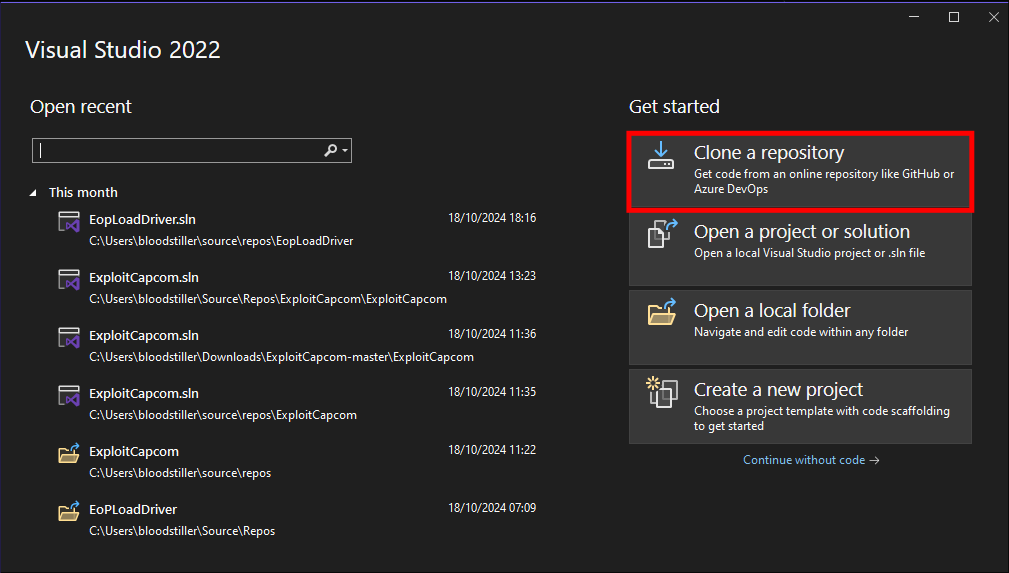 Visual Studio 2022
Open recent
This month
EopLoadDriver.sln 18/10/2024 18:16
C:\Users\bloodstiller\source\repos\EopLoadDriver
ExploitCapcom.sln 18/10/2024 13:23
C:\Users\bloodstiller\Source\Repos\ExploitCapcom\ExploitCapcom
ExploitCapcom.sln 18/10/2024 11:36
C:\Users\bloodstiller\Downloads\ExploitCapcom-master\ExploitCapcom
ExploitCapcom.sln 18/10/2024 11:35
C:\Users\bloodstiller\source\repos\ExploitCapcom
ExploitCapcom 18/10/2024 11:22
C:\Users\bloodstiller\source\repos
EoPLoadDriver 18/10/2024 07:09
C:\Users\bloodstiller\Source\Repos
Get started
Clone a repository
Get code from an online repository like GitHub or
Azure DevOps
Open a project or solution
Open a local Visual Studio project or .sln file
Open a local folder
Navigate and edit code within any folder
Create a new project
Choose a project template with code scaffolding
to get started
Continue without code →